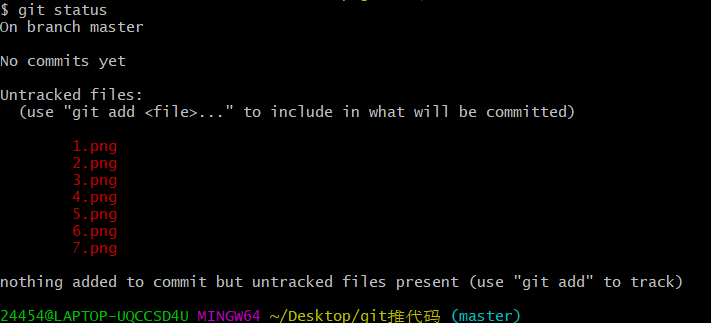 $ git status
On branch master
No commits yet
Untracked files:
(use "git add <file>..." to include in what will be committed)
1.png
2.png
3.png
4.png
5.png
6.png
7.png
nothing added to commit but untracked files present (use "git add" to track)
24454@LAPTOP-UQCCSD4U MINGW64 ~/Desktop/git推代码 (master)